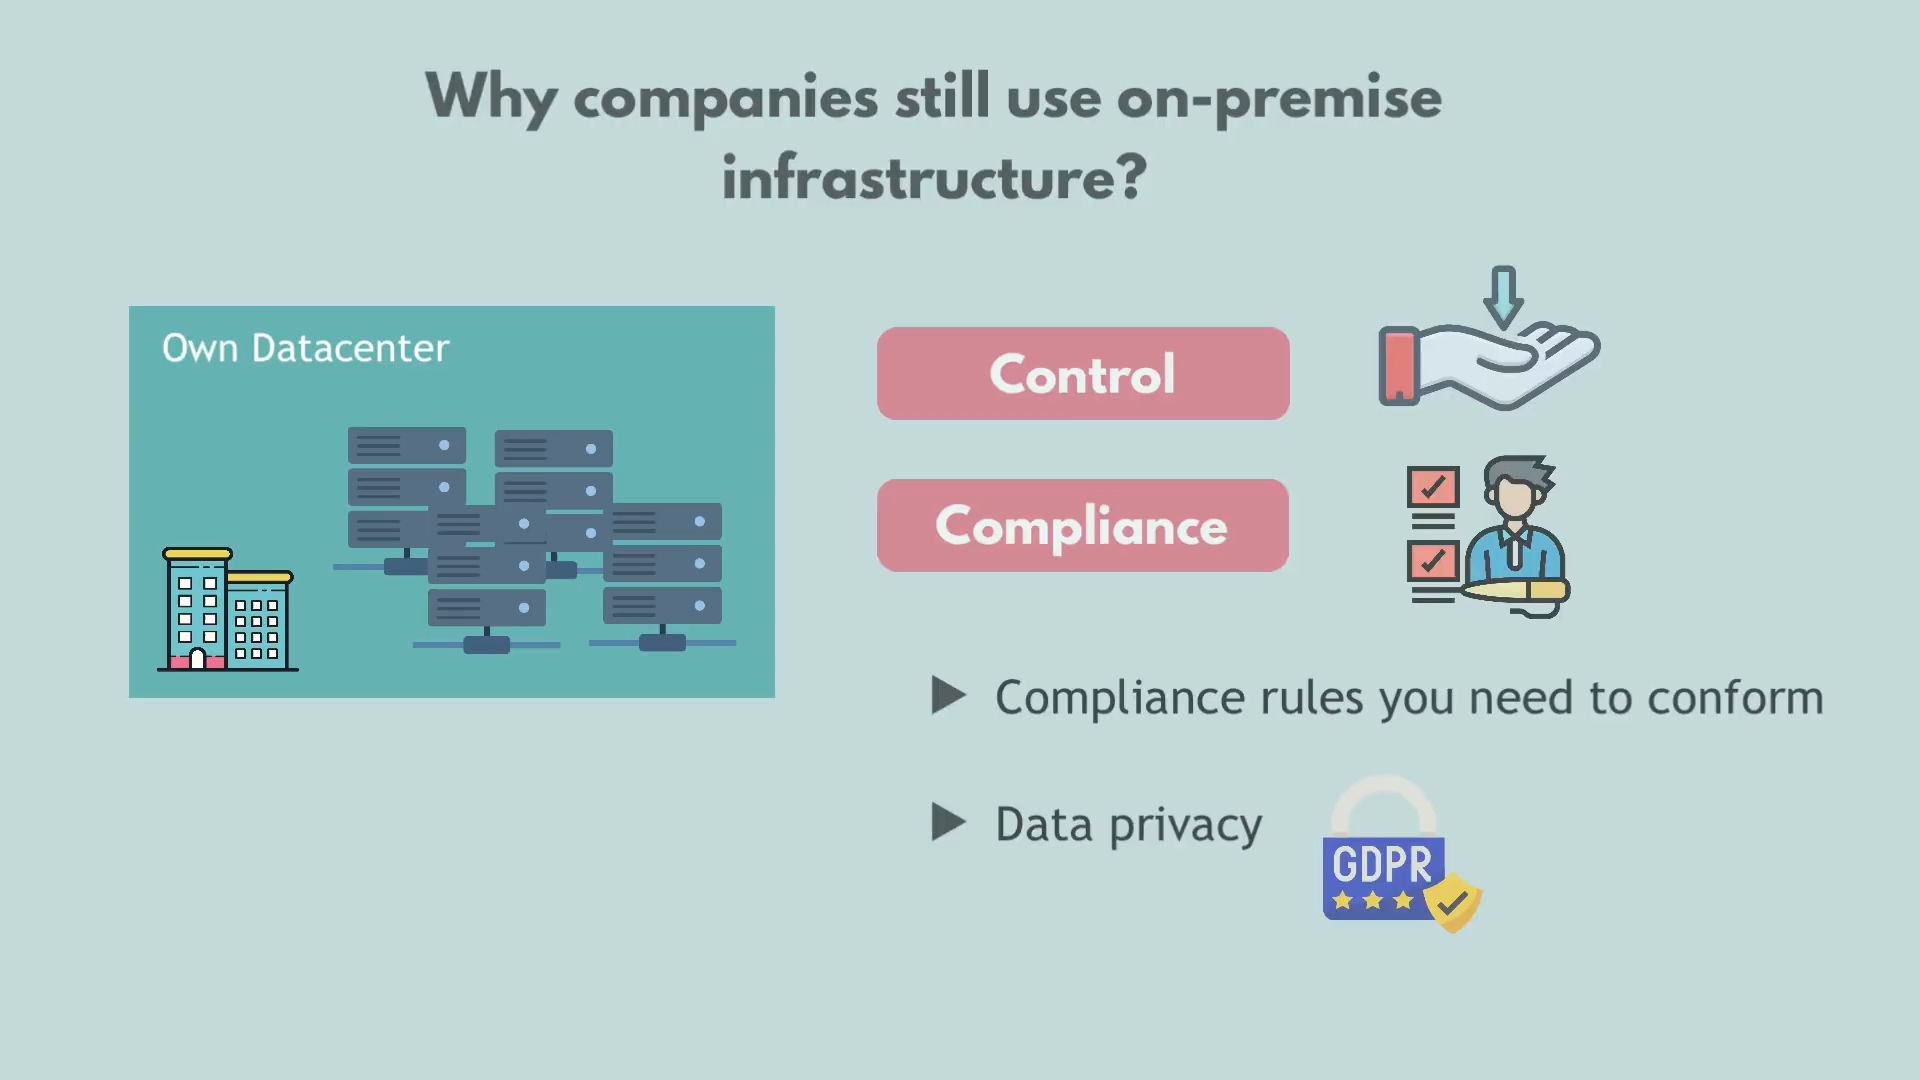 Why companies still use on-premise
infrastructure?
Own Datacenter
Control
Compliance
Compliance rules you need to conform
Data privacy
GDPR